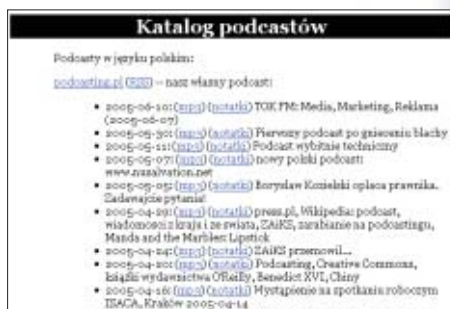 Katalog podcastów
Podcasty w języku polskim:
podcasting.pl (RSS) – nasz własny podcast:
2005-06-10: (mp3) (notatki) TOK FM: Media, Marketing, Reklama
(2005-06-07)
2005-05-30: (mp3) (notatki) Pierwszy podcast po gnieceniu blachy
2005-05-11: (mp3) (notatki) Podcast wybitnie techniczny
2005-05-07: (mp3) (notatki) nowy polski podcast:
www.nusalvation.net
2005-05-05: (mp3) (notatki) Borysław Kozielski opłaca prawnika.
Zadawajcie pytania!
2005-04-29: (mp3) (notatki) press.pl, Wikipedia: podcast,
wiadomości z kraju i ze świata, ZAiKS, zarabianie na podcastingu,
Manda and the Marbles: Lipstick
2005-04-24: (mp3) (notatki) ZAiKS przemówił...
2005-04-20: (mp3) (notatki) Podcasting, Creative Commons,
książki wydawnictwa OReilly, Benedict XVI, Chiny
2005-04-16: (mp3) (notatki) Wystąpienie na spotkaniu roboczym
ISACA, Kraków 2005-04-14